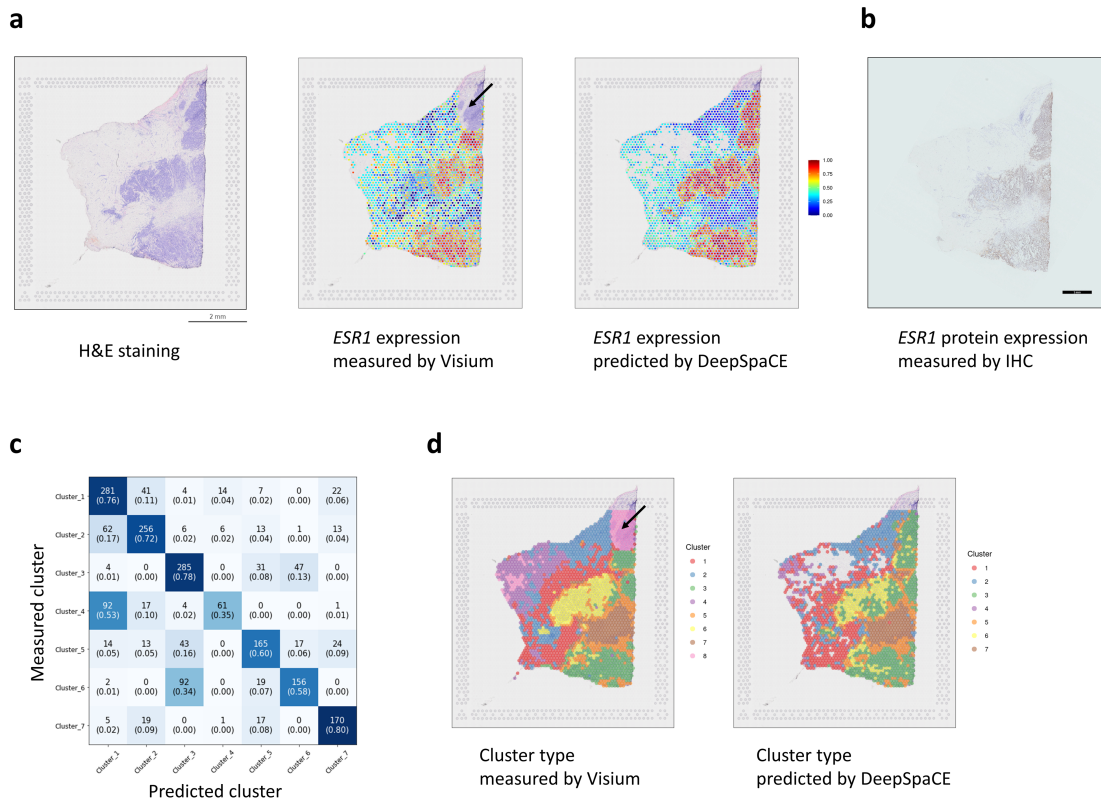 a
b
2 mm
1.00
0.75
0.50
0.25
0.00
H&E staining
ESR1 expression
measured by Visium
ESR1 expression
predicted by DeepSpaCE
ESR1 protein expression
measured by IHC
c
d
Measured cluster
Cluster_1
281 41 4 14 7 0 22
(0.76) (0.11) (0.01) (0.04) (0.02) (0.00) (0.06)
Cluster_2
62 256 6 6 13 1 13
(0.17) (0.72) (0.02) (0.02) (0.04) (0.00) (0.04)
Cluster_3
4 0 285 0 31 47 0
(0.01) (0.00) (0.78) (0.00) (0.08) (0.13) (0.00)
Cluster_4
92 17 4 61 0 0 1
(0.53) (0.10) (0.02) (0.35) (0.00) (0.00) (0.01)
Cluster_5
14 13 43 0 165 17 24
(0.05) (0.05) (0.16) (0.00) (0.60) (0.06) (0.09)
Cluster_6
2 0 92 0 19 156 0
(0.01) (0.00) (0.34) (0.00) (0.07) (0.58) (0.00)
Cluster_7
5 19 0 1 17 0 170
(0.02) (0.09) (0.00) (0.00) (0.08) (0.00) (0.80)
Cluster_1 Cluster_2 Cluster_3 Cluster_4 Cluster_5 Cluster_6 Cluster_7
Predicted cluster
Cluster
1
2
3
4
5
6
7
8
Cluster
1
2
3
4
5
6
7
Cluster type
measured by Visium
Cluster type
predicted by DeepSpaCE